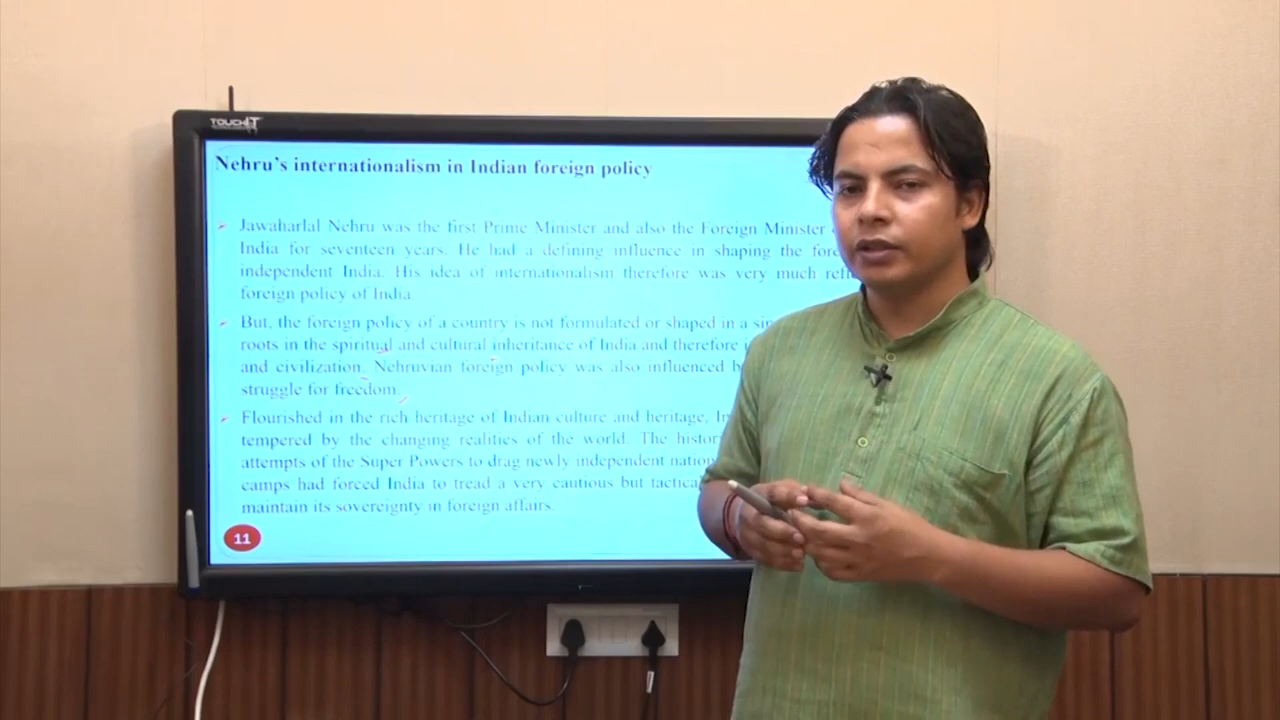 TOUCHIT
Nehru's internationalism in Indian foreign policy
Jawaharlal Nehru was the first Prime Minister and also the Foreign Minister
India for seventeen years. He had a defining influence in shaping the
independent India. His idea of internationalism therefore was very much
foreign policy of India.
But, the foreign policy of a country is not formulated or shaped in a
roots in the spiritual and cultural inheritance of India and therefore
and civilization. Nehruvian foreign policy was also influenced
struggle for freedom.
Flourished in the rich heritage of Indian culture and heritage,
tempered by the changing realities of the world. The
attempts of the Super Powers to drag newly independent
camps had forced India to tread a very cautious but
maintain its sovereignty in foreign affairs.
11